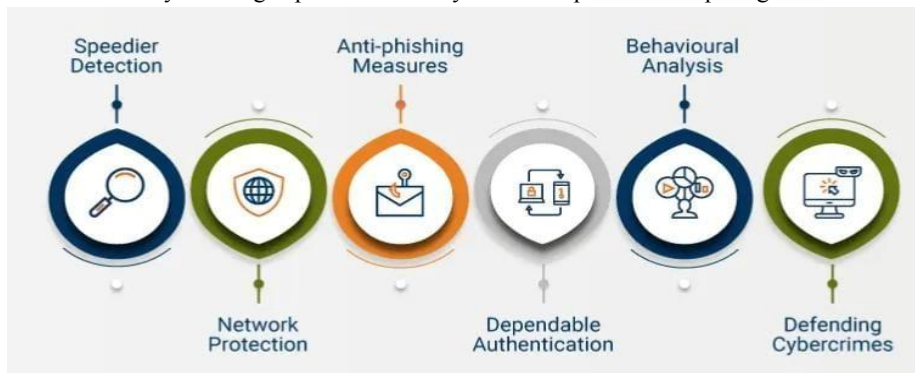 Speedier
Detection
Anti-phishing
Measures
Behavioural
Analysis
Network
Protection
Dependable
Authentication
Defending
Cybercrimes